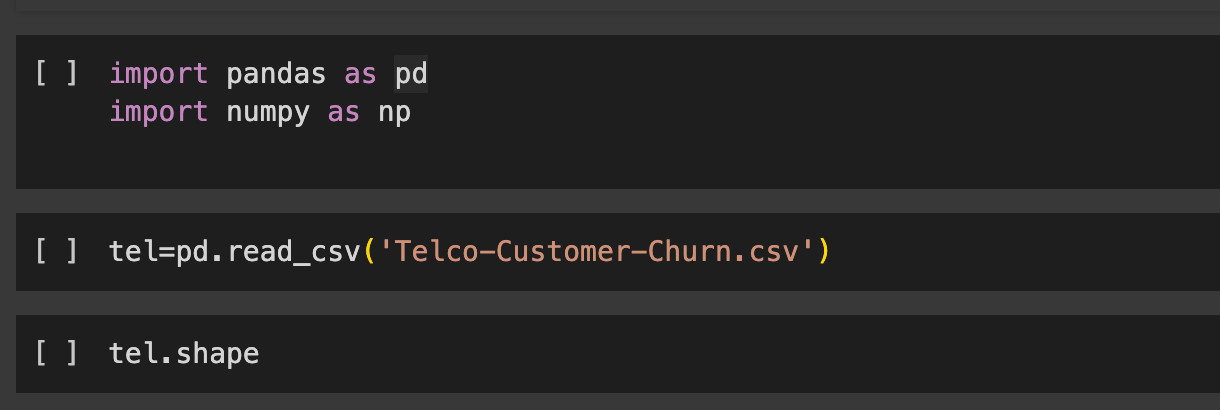 [ ] import pandas as pd
import numpy as np
[ ] tel=pd.read_csv('Telco-Customer-Churn.csv')
[ ] tel.shape